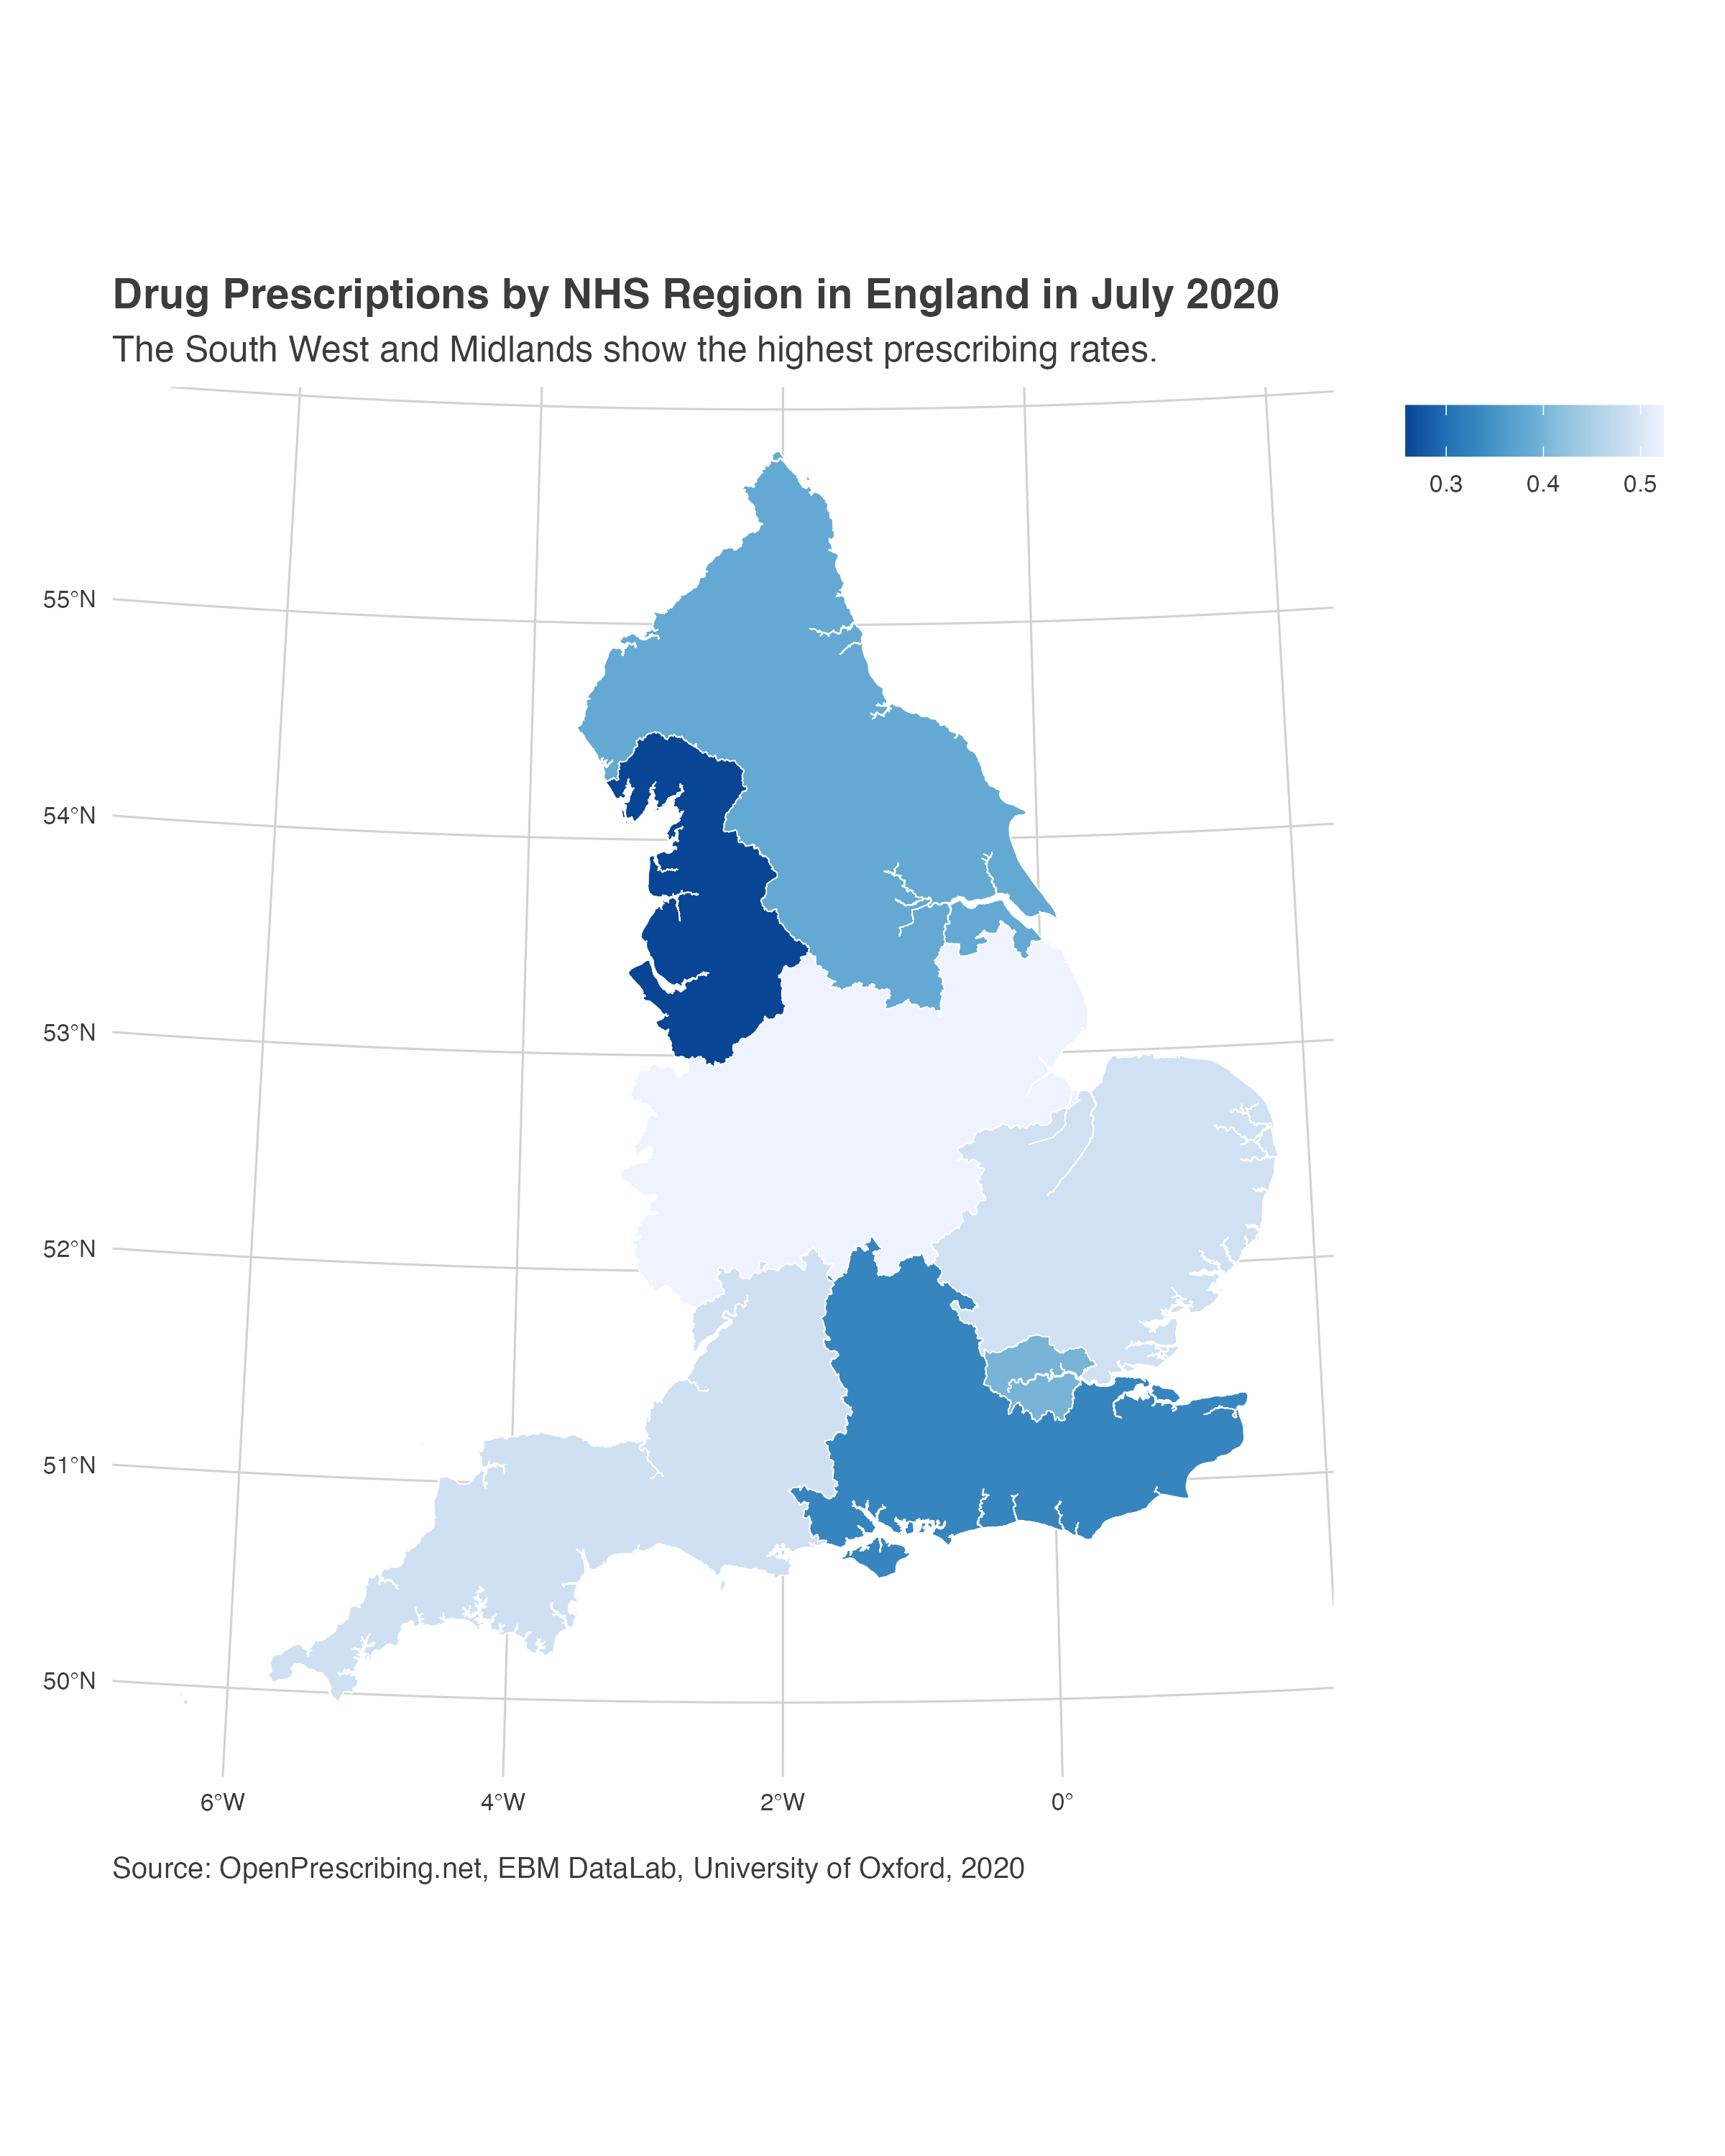 Drug Prescriptions by NHS Region in England in July 2020
The South West and Midlands show the highest prescribing rates.
0.3 0.4 0.5
55°N
54°N
53°N
52°N
51°N
50°N
6°W 4°W 2°W 0°
Source: OpenPrescribing.net, EBM DataLab, University of Oxford, 2020